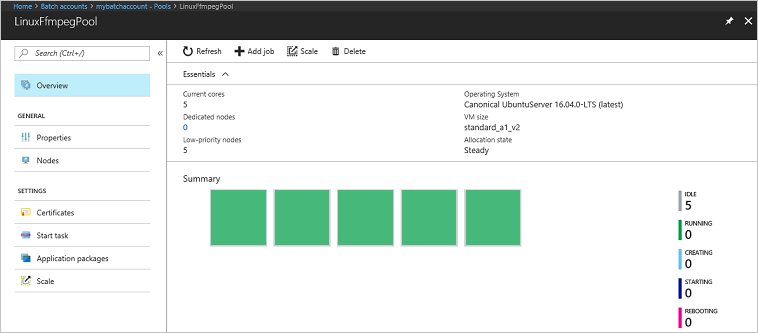 Home > Batch accounts > mybatchaccount - Pools > LinuxFfmpegPool
LinuxFfmpegPool
Search (Ctrl+/)
Overview
GENERAL
Properties
Nodes
SETTINGS
Certificates
Start task
Application packages
Scale
Refresh
Add job
Scale
Delete
Essentials
Current cores
5
Dedicated nodes
0
Low-priority nodes
5
Operating System
Canonical UbuntuServer 16.04.0-LTS (latest)
VM size
standard_a1_v2
Allocation state
Steady
Summary
IDLE
5
RUNNING
0
CREATING
0
STARTING
0
REBOOTING
0